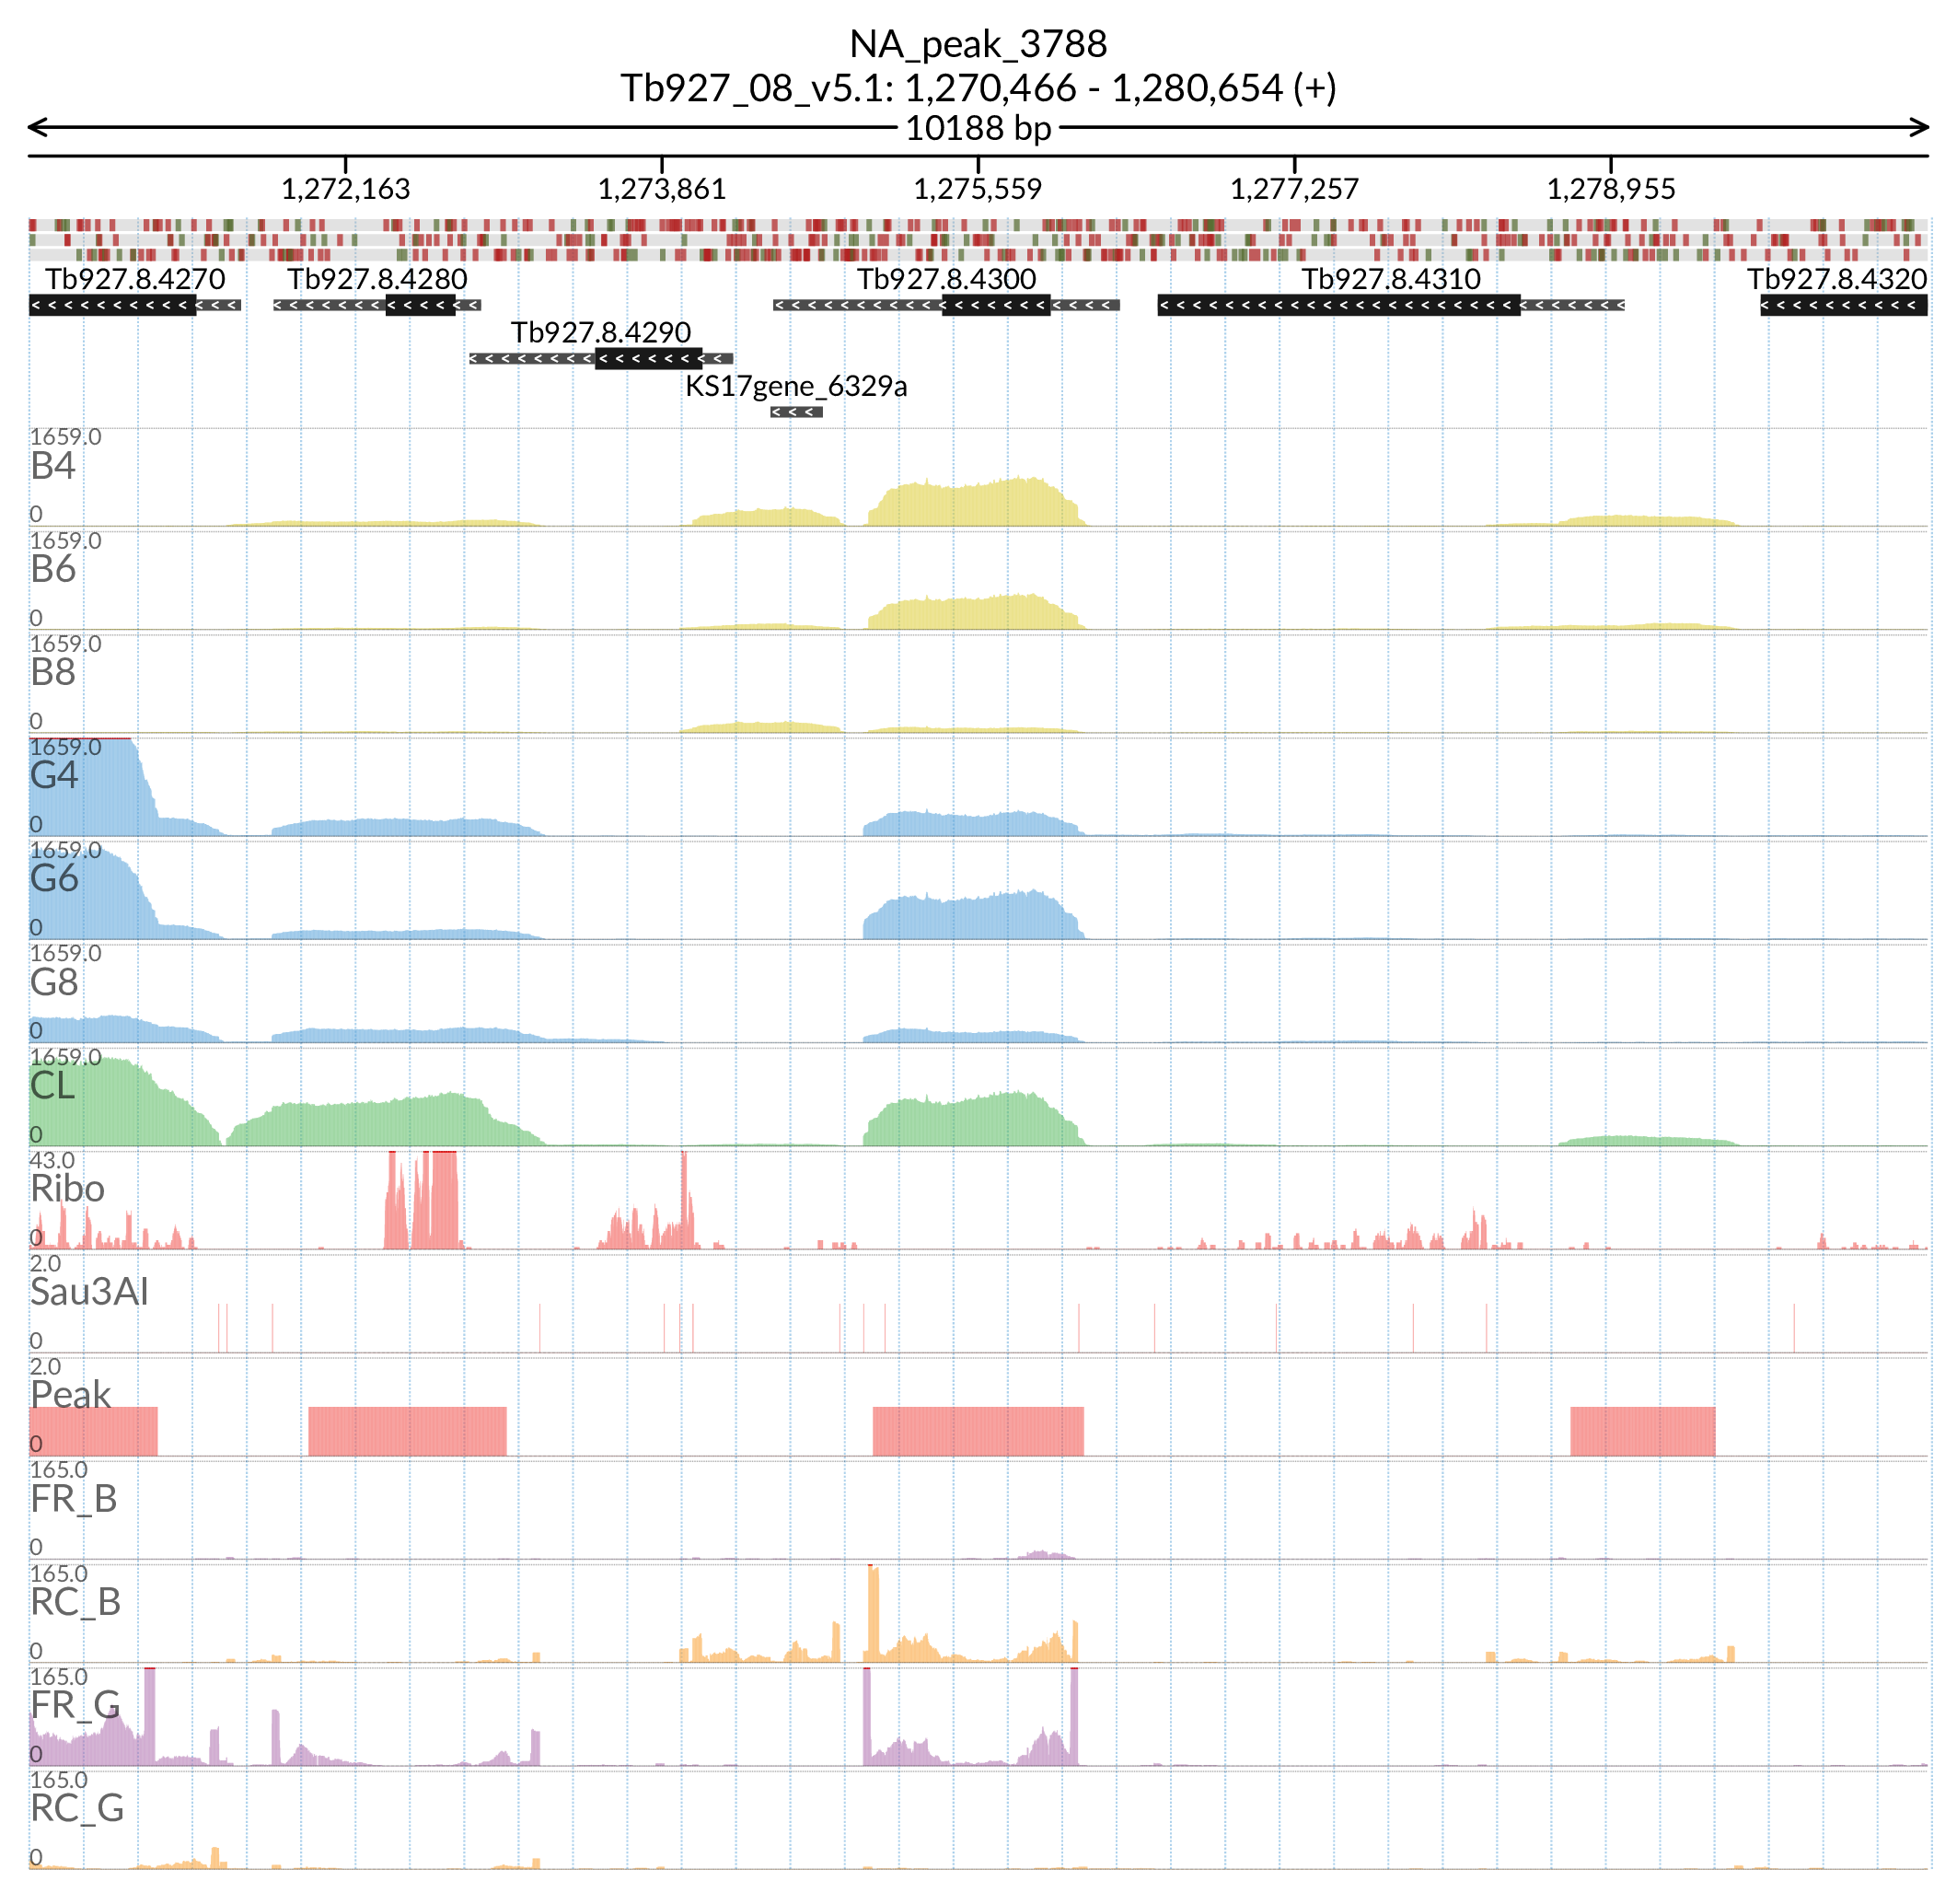 NA_peak_3788
Tb927_08_v5.1: 1,270,466 - 1,280,654 (+)
10188 bp
1,272,163 1,273,861 1,275,559 1,277,257 1,278,955
Tb927.8.4270 Tb927.8.4280 Tb927.8.4300 Tb927.8.4310 Tb927.8.4320
Tb927.8.4290
KS17gene_6329a
1659.0
B4
0
1659.0
B6
0
1659.0
B8
0
1659.0
G4
0
1659.0
G6
0
1659.0
G8
0
1659.0
CL
0
43.0
Ribo
0
2.0
Sau3AI
0
2.0
Peak
0
165.0
FR_B
0
165.0
RC_B
0
165.0
FR_G
0
165.0
RC_G
0